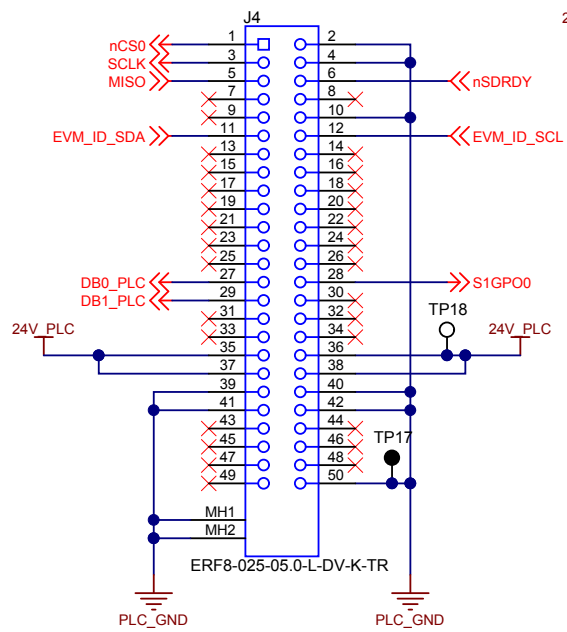 J4
2
nCS0 1 2
SCLK 3 4
MISO 5 6 nSDRDY
7 8
9 10
EVM_ID_SDA 11 12 EVM_ID_SCL
13 14
15 16
17 18
19 20
21 22
23 24
25 26
DB0_PLC 27 28 S1GPO0
DB1_PLC 29 30
31 32 TP18
24V_PLC 33 34 24V_PLC
35 36
37 38
39 40
41 42
43 44
45 46 TP17
47 48
49 50
MH1
MH2
ERF8-025-05.0-L-DV-K-TR
PLC_GND PLC_GND